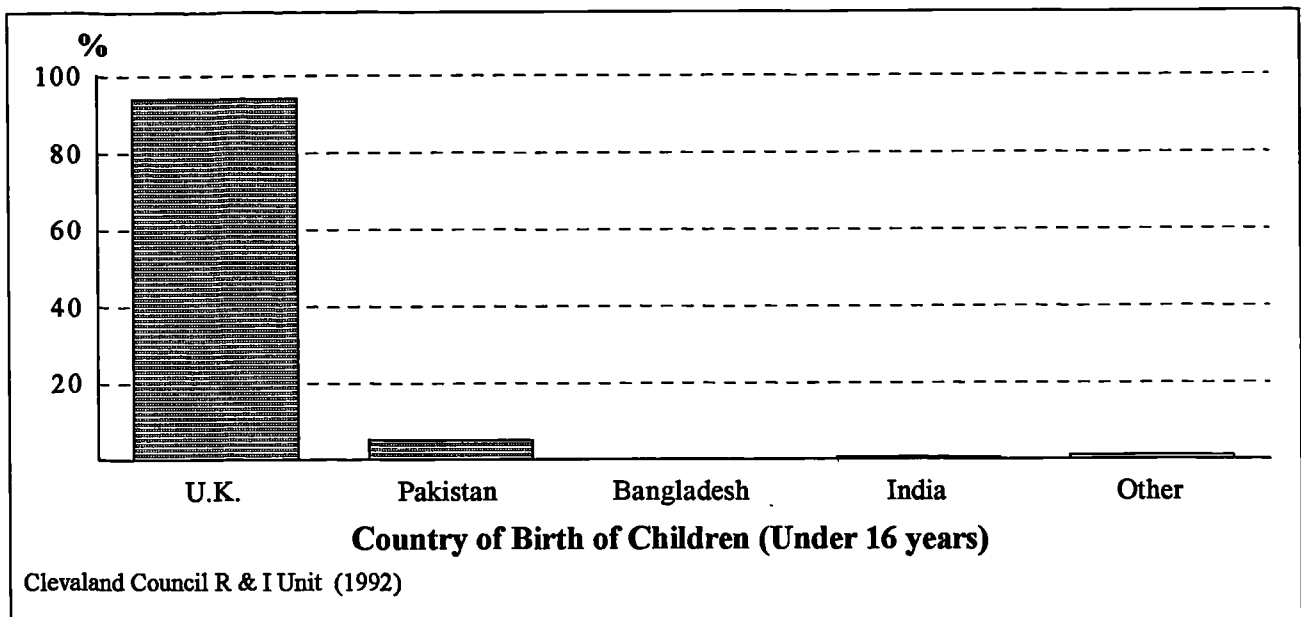 %
100
80
60
40
20
U.K. Pakistan Bangladesh India Other
Country of Birth of Children (Under 16 years)
Clevaland Council R & I Unit (1992)